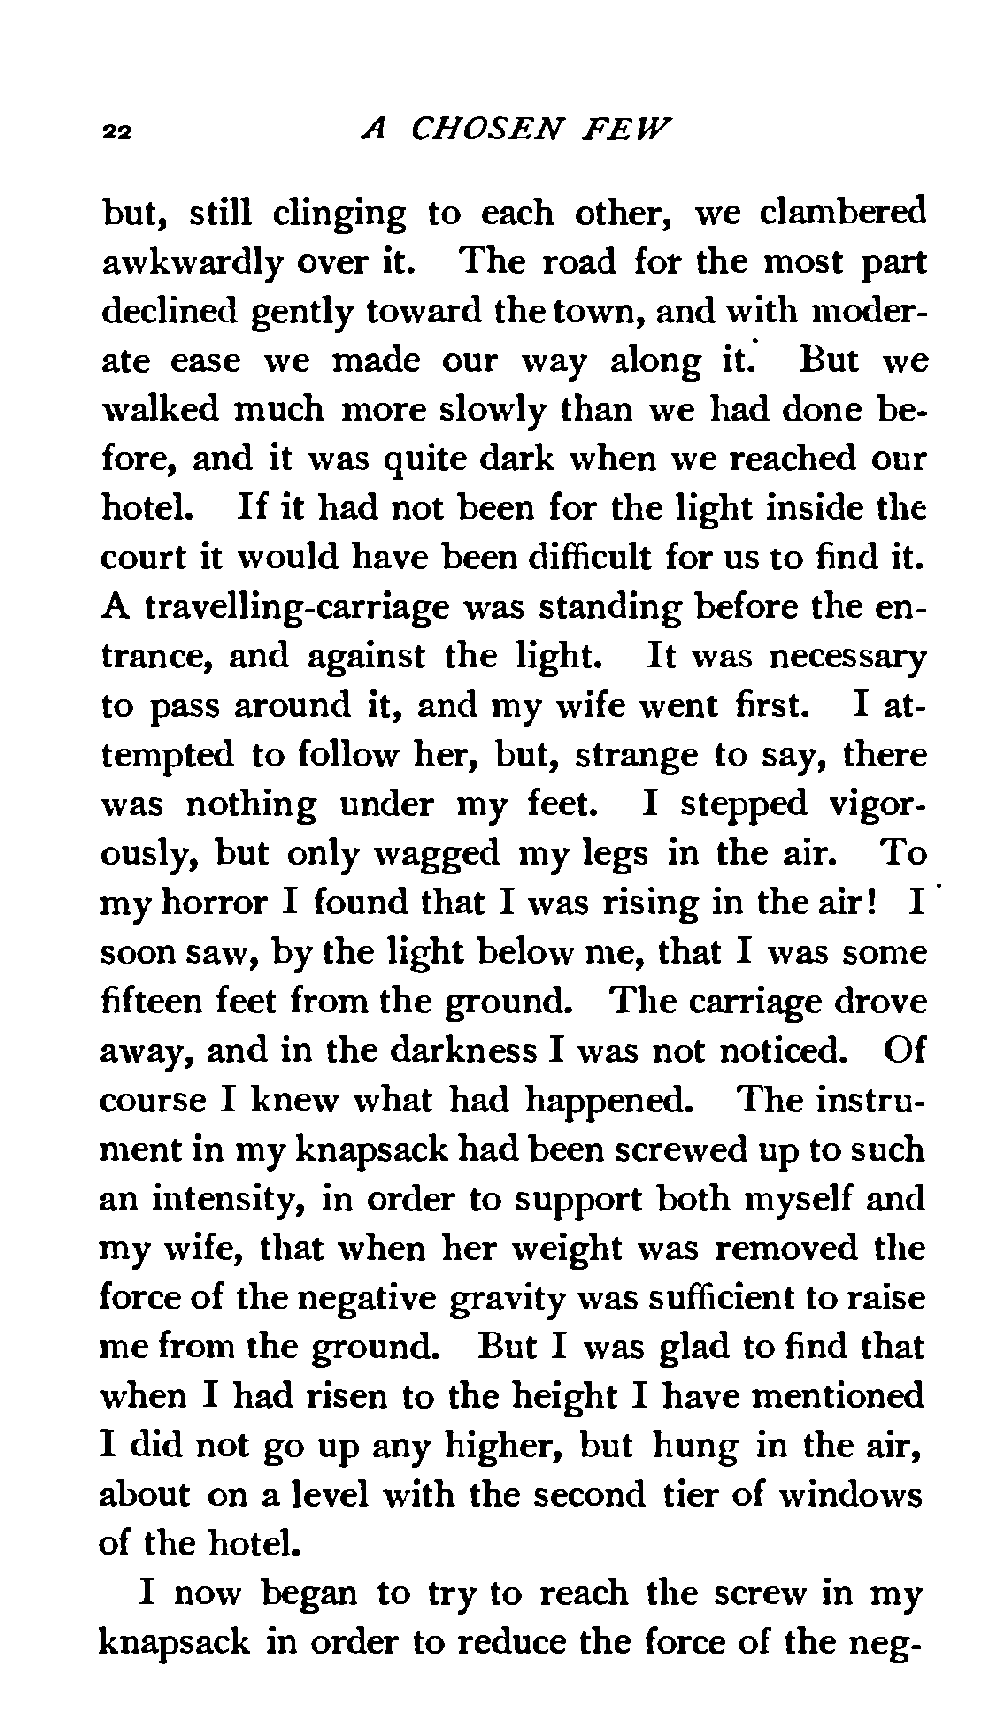 22 A CHOSEN FEW
but, still clinging to each other, we clambered
awkwardly over it. The road for the most part
declined gently toward the town, and with moder-
ate ease we made our way along it. But we
walked much more slowly than we had done be-
fore, and it was quite dark when we reached our
hotel. If it had not been for the light inside the
court it would have been difficult for us to find it.
A travelling-carriage was standing before the en-
trance, and against the light. It was necessary
to pass around it, and my wife went first. I at-
tempted to follow her, but, strange to say, there
was nothing under my feet. I stepped vigor-
ously, but only wagged my legs in the air. To
my horror I found that I was rising in the air! I
soon saw, by the light below me, that I was some
fifteen feet from the ground. The carriage drove
away, and in the darkness I was not noticed. Of
course I knew what had happened. The instru-
ment in my knapsack had been screwed up to such
an intensity, in order to support both myself and
my wife, that when her weight was removed the
force of the negative gravity was sufficient to raise
me from the ground. But I was glad to find that
when I had risen to the height I have mentioned
I did not go up any higher, but hung in the air,
about on a level with the second tier of windows
of the hotel.
I now began to try to reach the screw in my
knapsack in order to reduce the force of the neg-